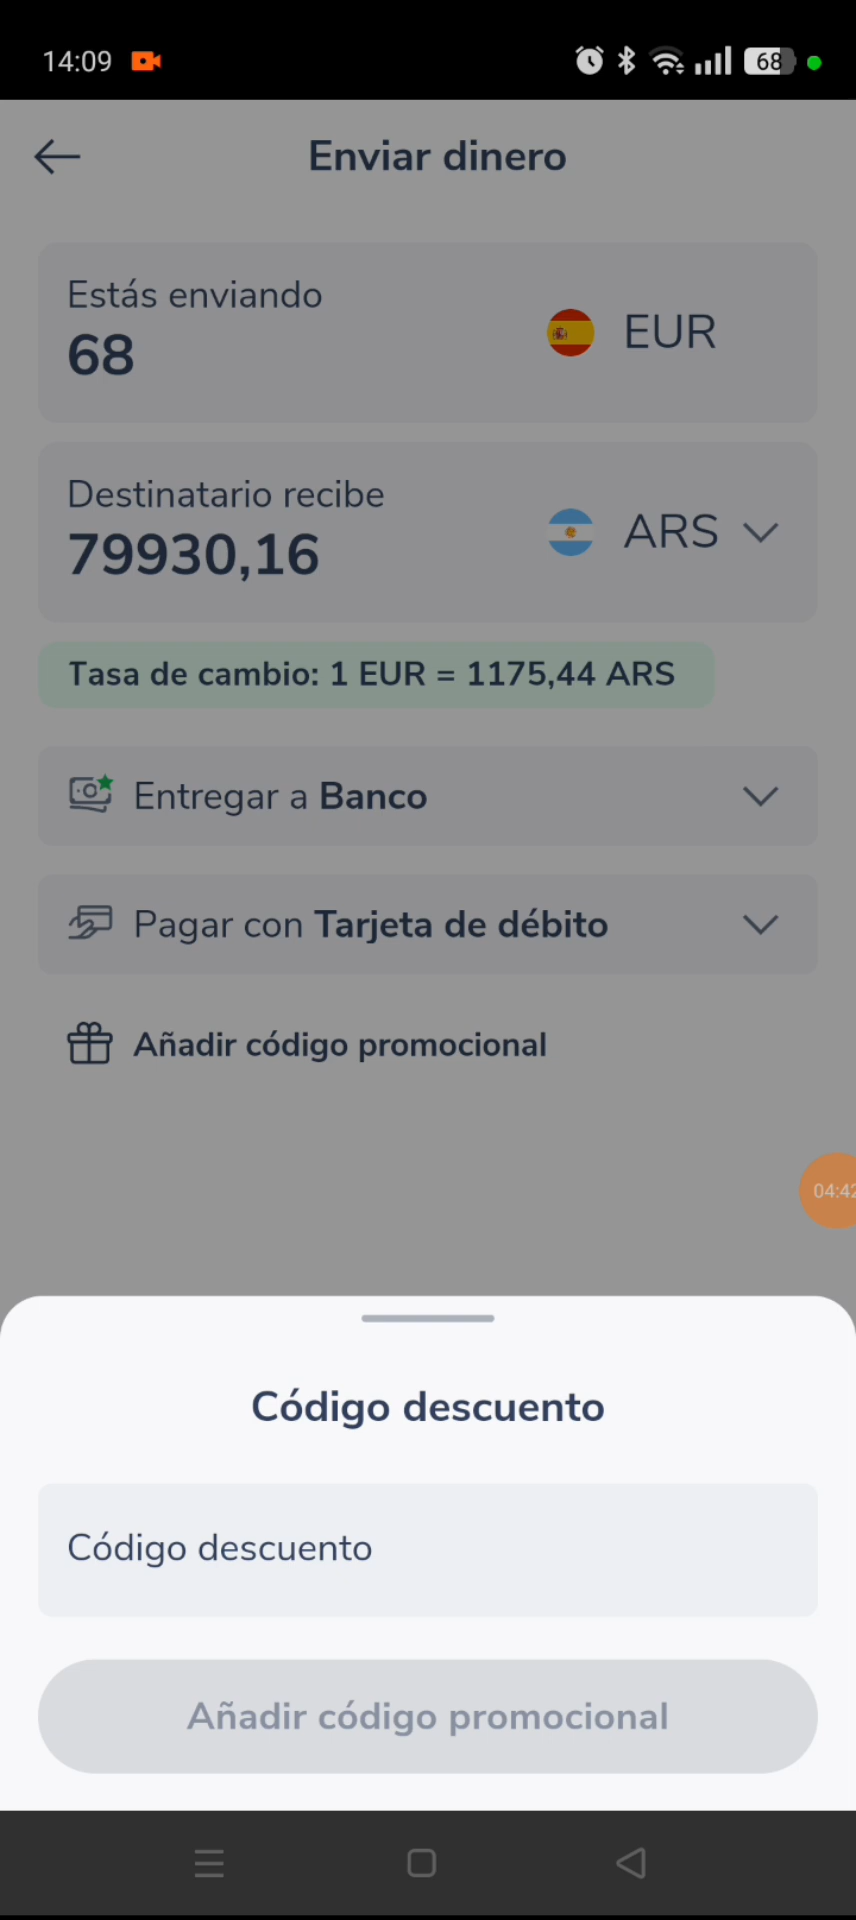 14:09
68
Enviar dinero
Estás enviando
68
EUR
Destinatario recibe
79930,16
ARS
Tasa de cambio: 1 EUR = 1175,44 ARS
Entregar a Banco
Pagar con Tarjeta de débito
Añadir código promocional
04:42
Código descuento
Código descuento
Añadir código promocional